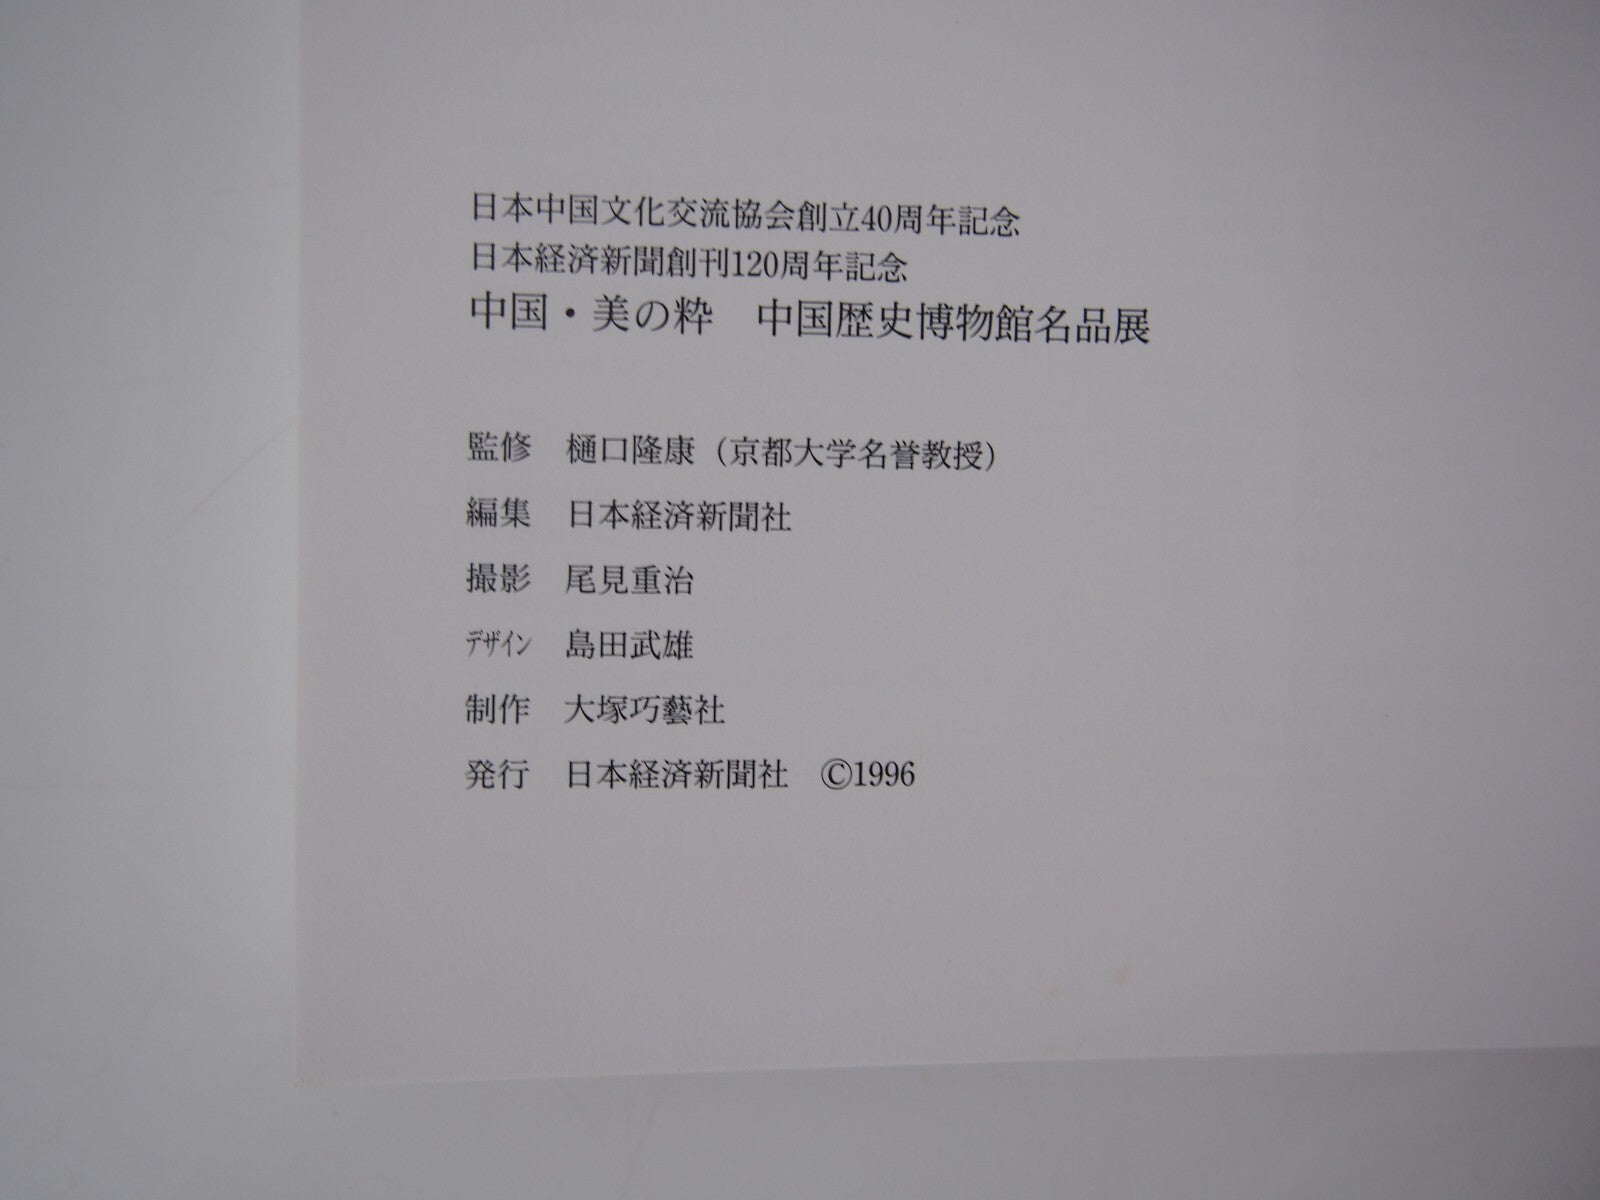 日本中国文化交流協会創立40周年記念
日本経済新聞創刊120周年記念
中国・美の粋　中国歴史博物館名品展
監修　樋口隆康（京都大学名誉教授）
編集　日本経済新聞社
撮影　尾見重治
デザイン　島田武雄
制作　大塚巧藝社
発行　日本経済新聞社　©1996